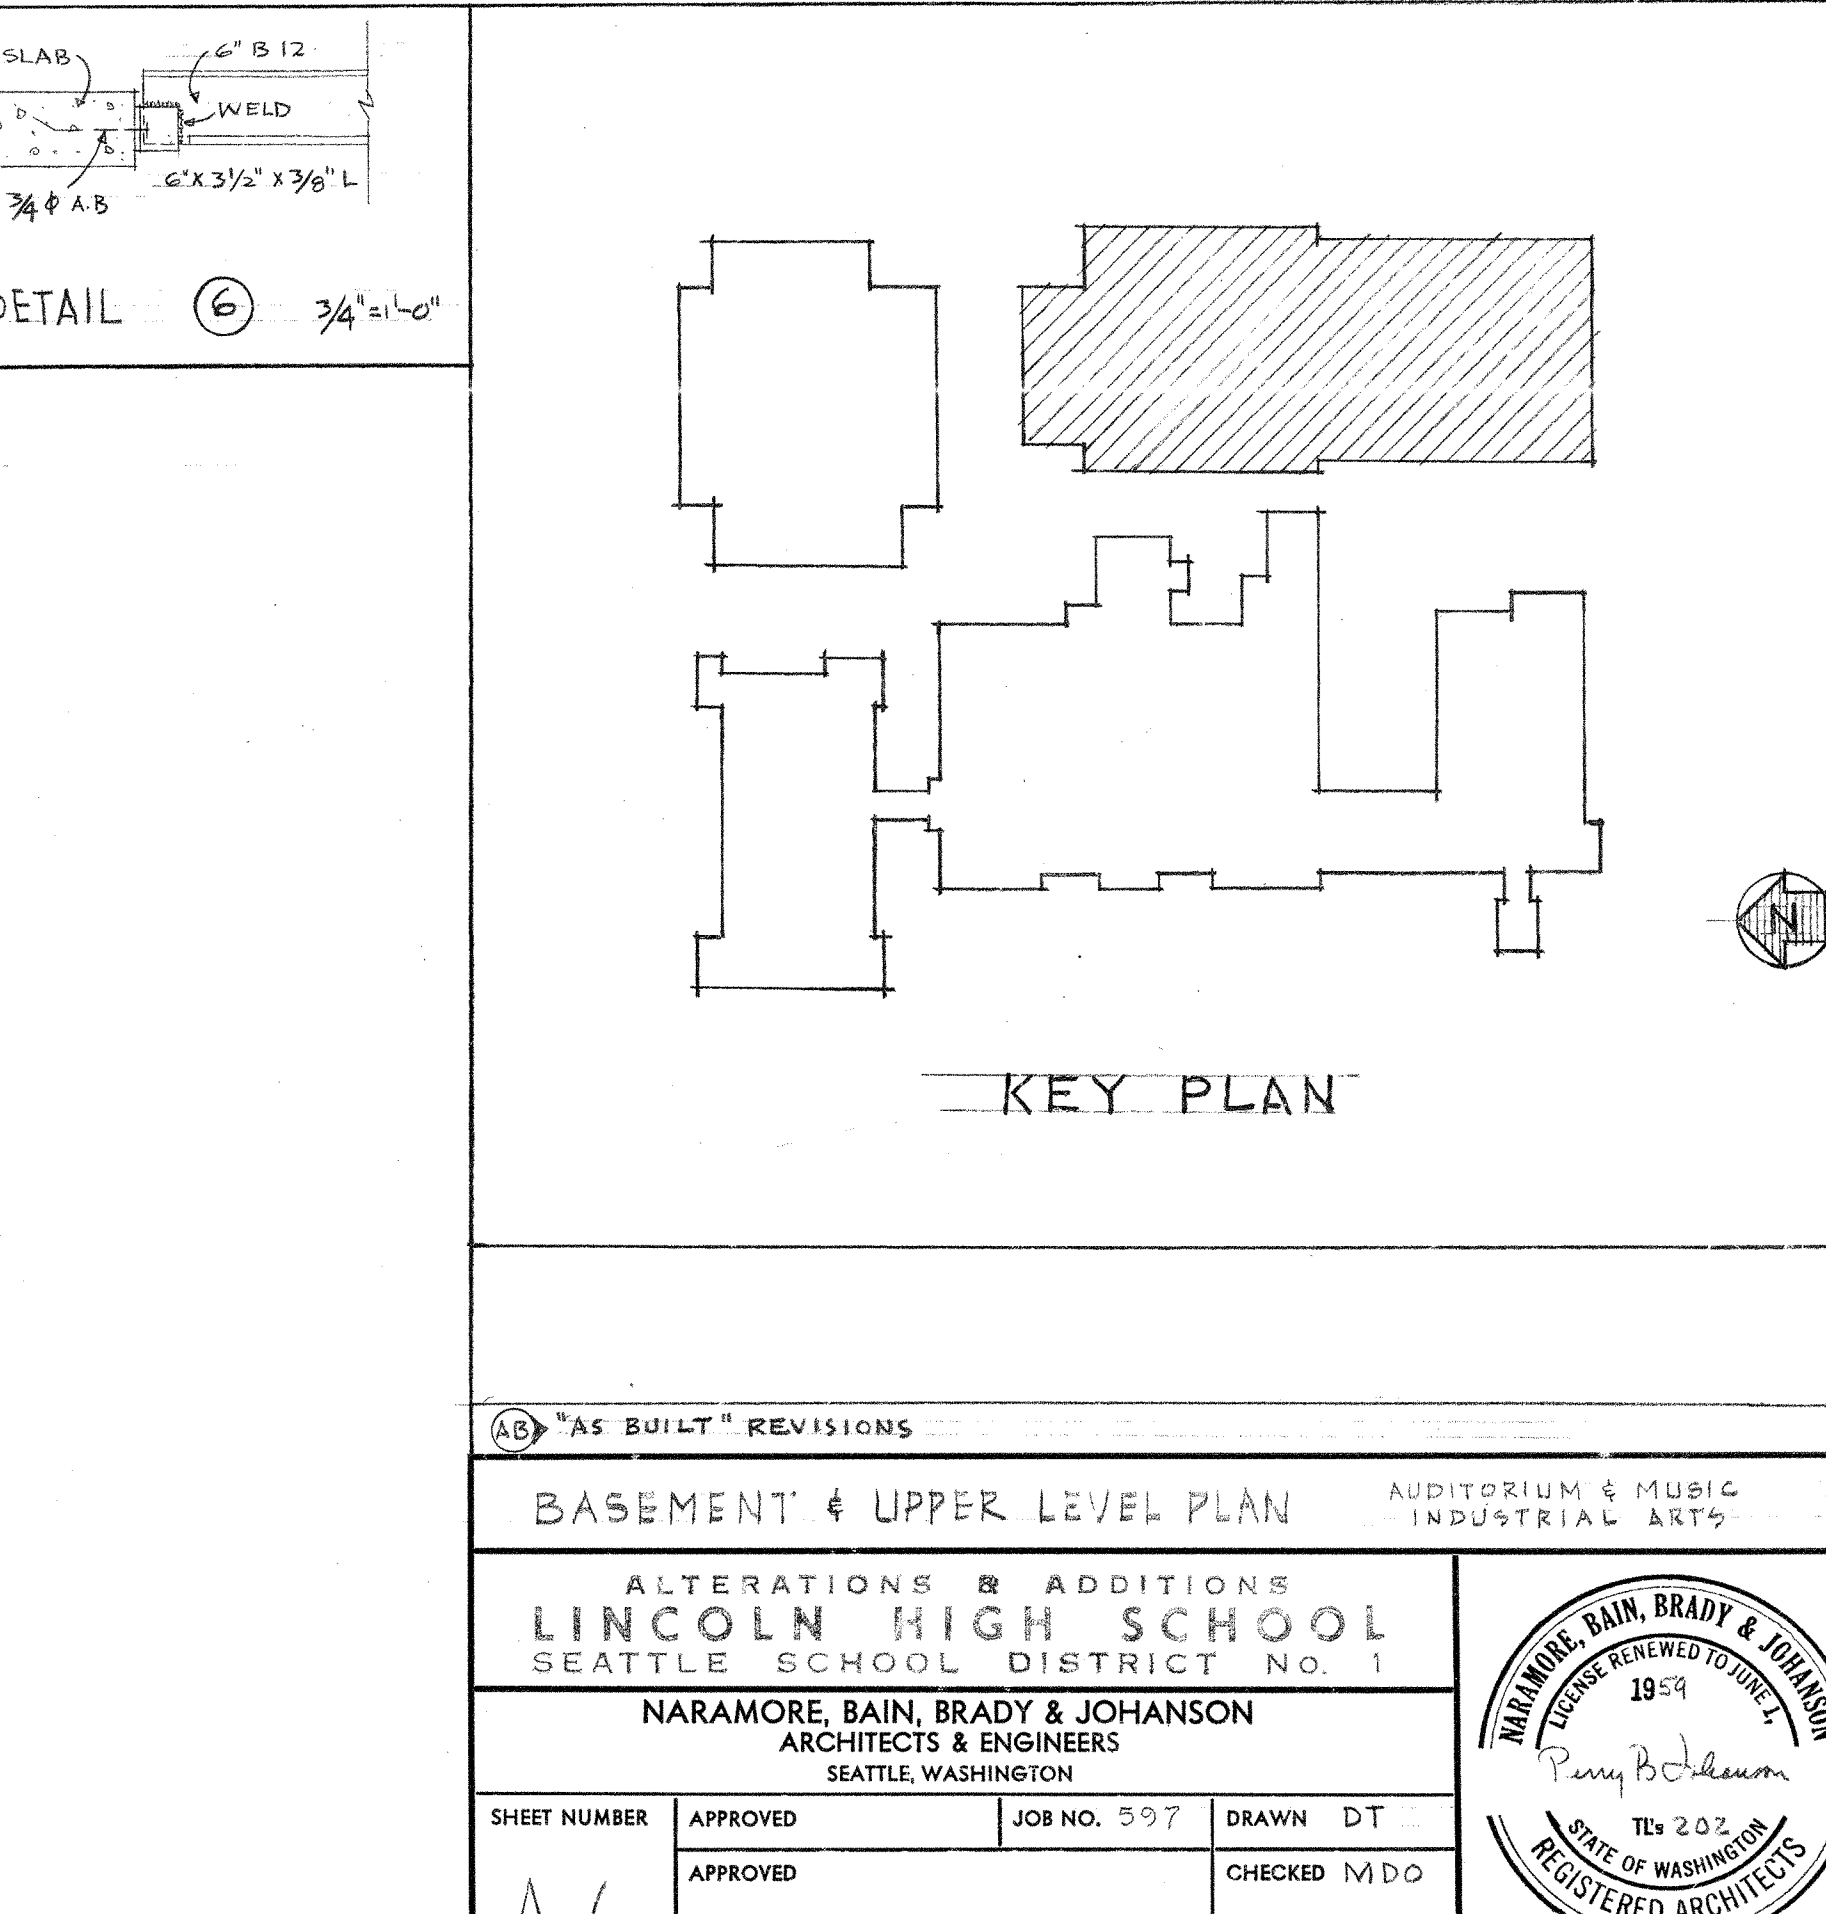 SLAB
6" B 12
WELD
6" X 3 1/2" X 3/8" L
3/4 ϕ A.B
DETAIL 6 3/4"=1'-0"
N
KEY PLAN
AB "AS BUILT" REVISIONS
BASEMENT & UPPER LEVEL PLAN
AUDITORIUM & MUSIC
INDUSTRIAL ARTS
ALTERATIONS & ADDITIONS
LINCOLN HIGH SCHOOL
SEATTLE SCHOOL DISTRICT No. 1
NARAMORE, BAIN, BRADY & JOHANSON
ARCHITECTS & ENGINEERS
SEATTLE, WASHINGTON
SHEET NUMBER
APPROVED
JOB NO. 597
DRAWN DT
APPROVED
CHECKED MDO
NARAMORE, BAIN, BRADY & JOHANSON
LICENSE RENEWED TO JUNE 1,
1959
Perry B Johanson
TL's 202
STATE OF WASHINGTON
REGISTERED ARCHITECTS